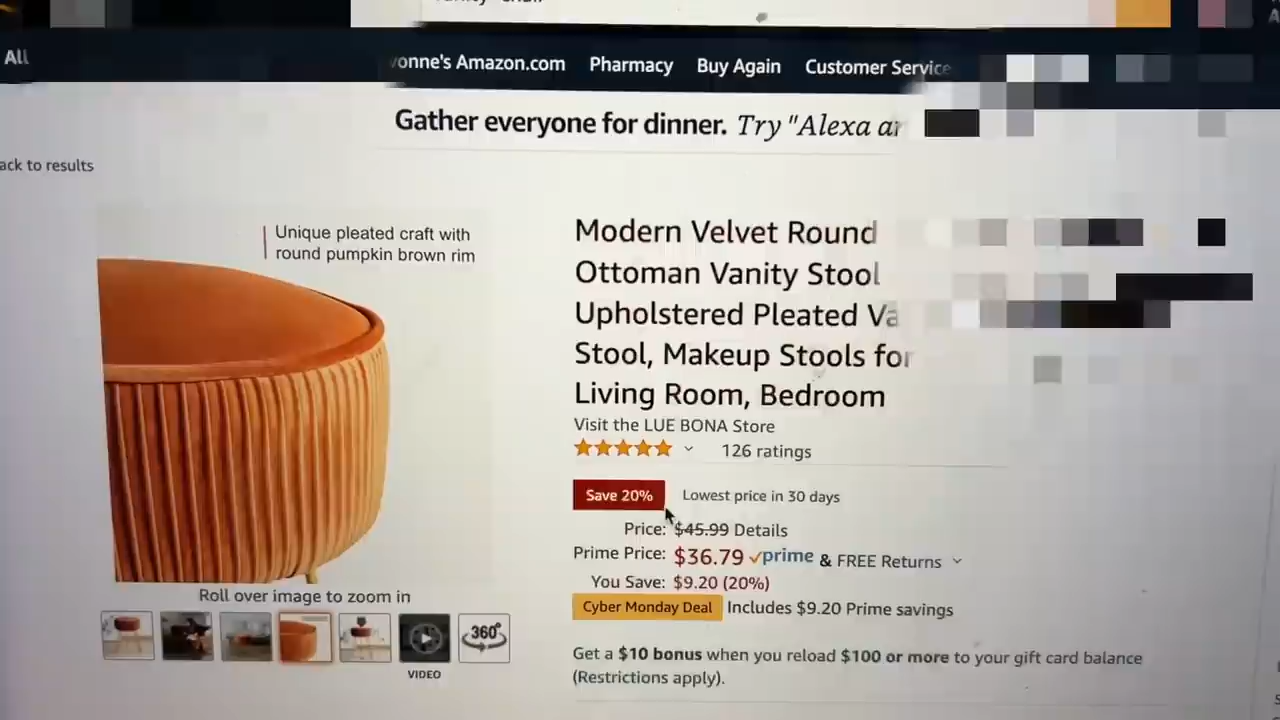 All
vonne's Amazon.com Pharmacy Buy Again Customer Service
Gather everyone for dinner. Try "Alexa
ack to results
Unique pleated craft with
round pumpkin brown rim
Modern Velvet Round
Ottoman Vanity Stool
Upholstered Pleated
Stool, Makeup Stools for
Living Room, Bedroom
Visit the LUE BONA Store
126 ratings
Save 20% Lowest price in 30 days
Price: $45.99 Details
Prime Price: $36.79 prime & FREE Returns
You Save: $9.20 (20%)
Cyber Monday Deal Includes $9.20 Prime savings
Roll over image to zoom in
360°
VIDEO
Get a $10 bonus when you reload $100 or more to your gift card balance
(Restrictions apply).